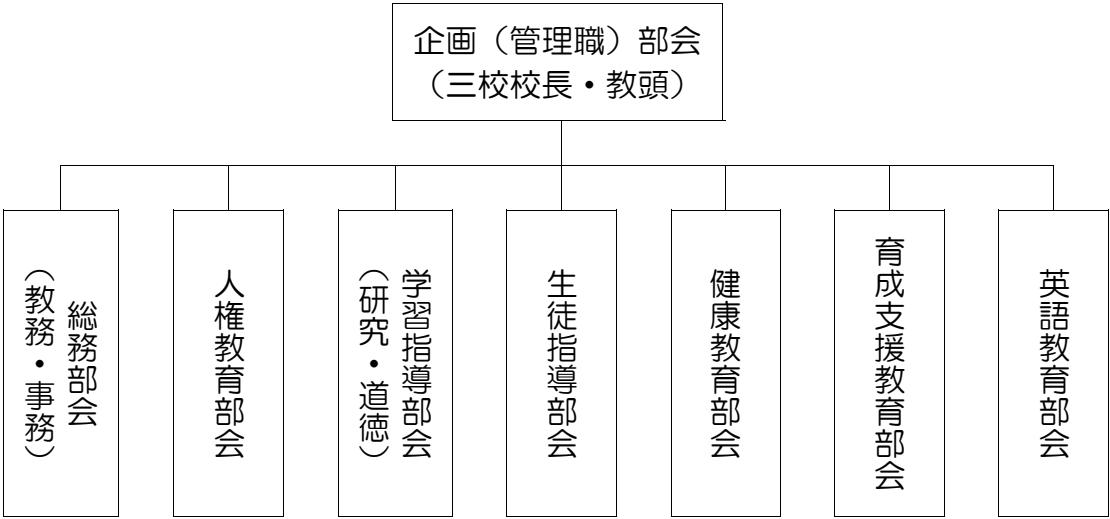 企画（管理職）部会
（三校校長・教頭）
総務部会
（教務・事務）
人権教育部会
学習指導部会
（研究・道徳）
生徒指導部会
健康教育部会
育成支援教育部会
英語教育部会